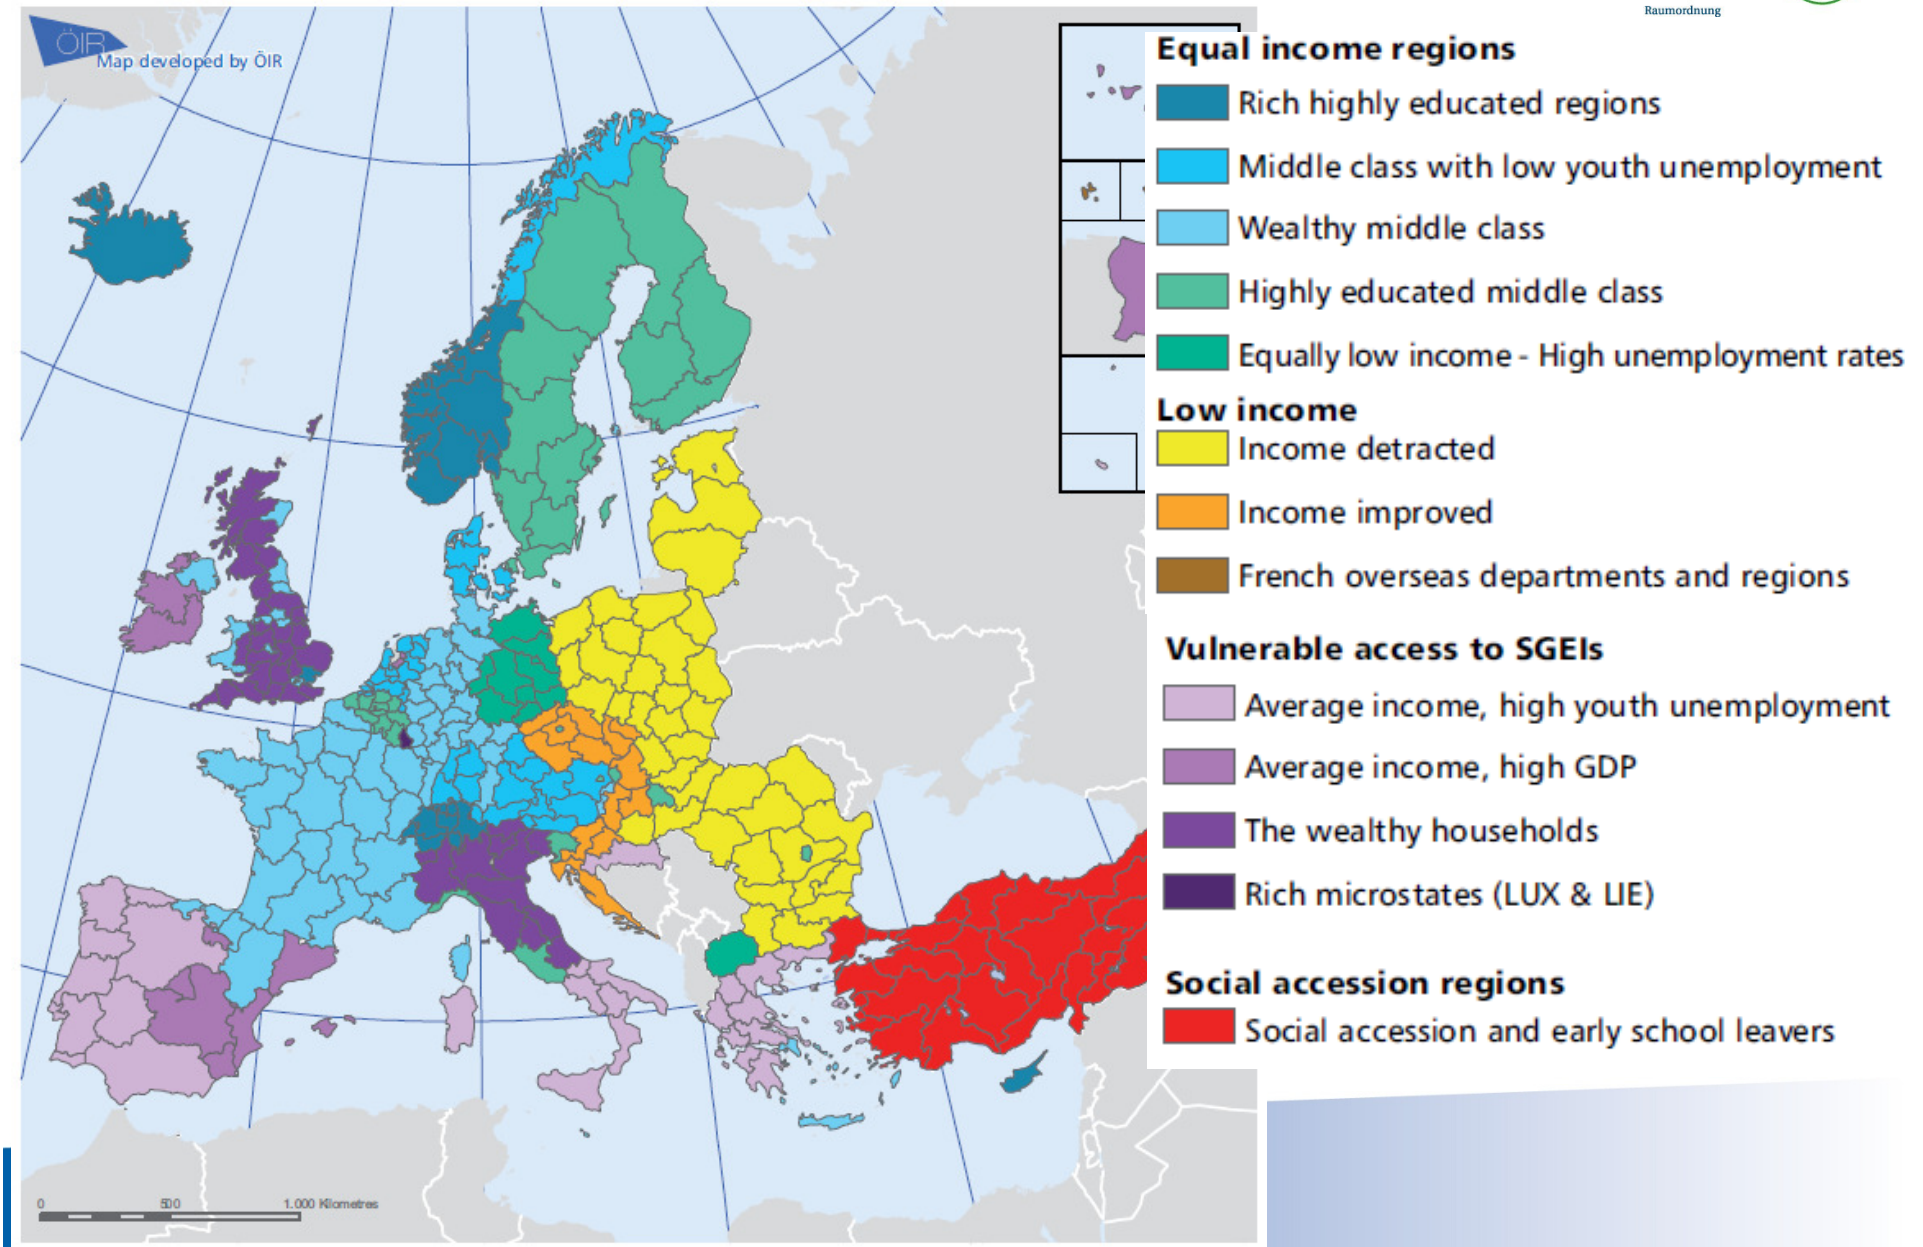 ÖIR
Map developed by ÖIR
Raumordnung
Equal income regions
Rich highly educated regions
Middle class with low youth unemployment
Wealthy middle class
Highly educated middle class
Equally low income - High unemployment rates
Low income
Income detracted
Income improved
French overseas departments and regions
Vulnerable access to SGEIs
Average income, high youth unemployment
Average income, high GDP
The wealthy households
Rich microstates (LUX & LIE)
Social accession regions
Social accession and early school leavers
0 500 1.000 Kilometres